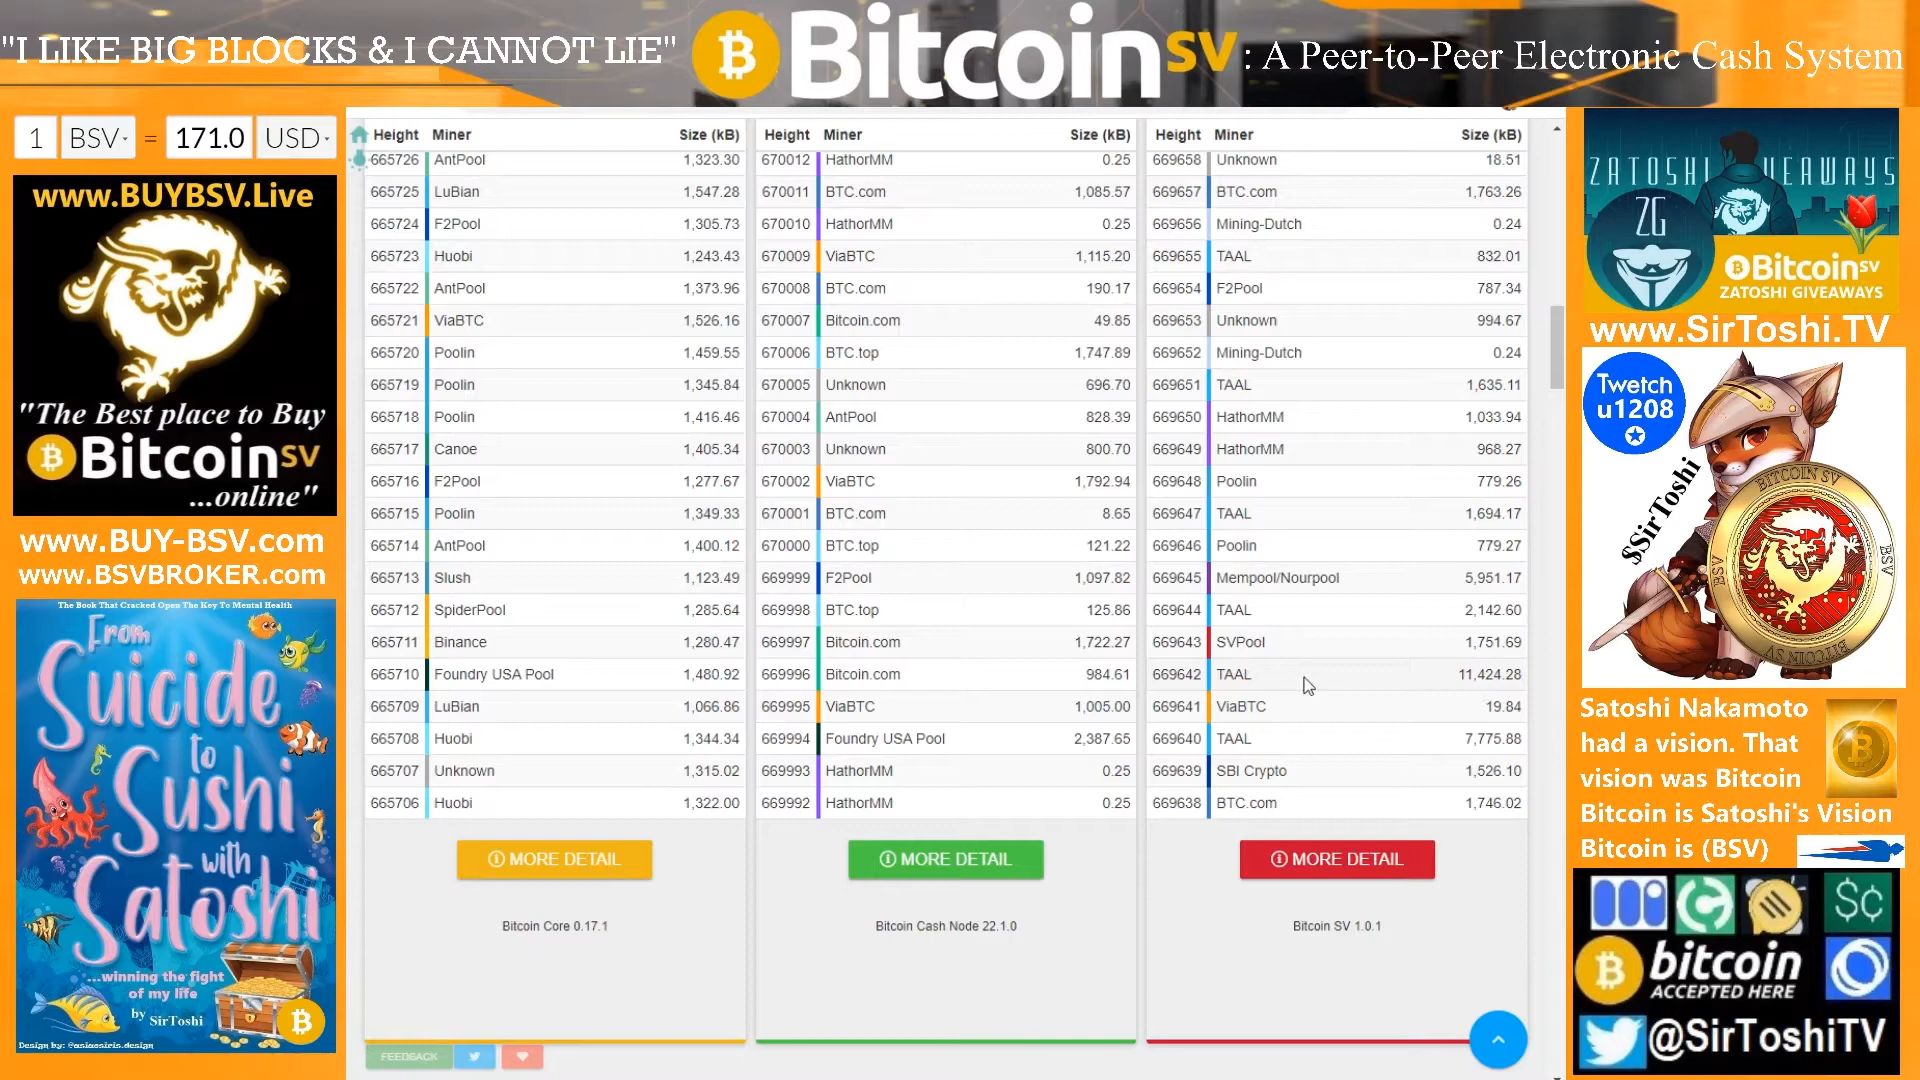 "I LIKE BIG BLOCKS & I CANNOT LIE"
Bitcoin SV : A Peer-to-Peer Electronic Cash System
1 BSV = 171.0 USD
www.BUYBSV.Live
"The Best place to Buy
Bitcoin SV
...online"
www.BUY-BSV.com
www.BSVBROKER.com
The Book That Cracked Open The Key To Mental Health
From
Suicide
to
Sushi
with
Satoshi
...winning the fight
of my life
by SirToshi
Design by: @asiaosiris.design
Height Miner Size (kB)
665726 AntPool 1,323.30
665725 LuBian 1,547.28
665724 F2Pool 1,305.73
665723 Huobi 1,243.43
665722 AntPool 1,373.96
665721 ViaBTC 1,526.16
665720 Poolin 1,459.55
665719 Poolin 1,345.84
665718 Poolin 1,416.46
665717 Canoe 1,405.34
665716 F2Pool 1,277.67
665715 Poolin 1,349.33
665714 AntPool 1,400.12
665713 Slush 1,123.49
665712 SpiderPool 1,285.64
665711 Binance 1,280.47
665710 Foundry USA Pool 1,480.92
665709 LuBian 1,066.86
665708 Huobi 1,344.34
665707 Unknown 1,315.02
665706 Huobi 1,322.00
MORE DETAIL
Bitcoin Core 0.17.1
FEEDBACK
Height Miner Size (kB)
670012 HathorMM 0.25
670011 BTC.com 1,085.57
670010 HathorMM 0.25
670009 ViaBTC 1,115.20
670008 BTC.com 190.17
670007 Bitcoin.com 49.85
670006 BTC.top 1,747.89
670005 Unknown 696.70
670004 AntPool 828.39
670003 Unknown 800.70
670002 ViaBTC 1,792.94
670001 BTC.com 8.65
670000 BTC.top 121.22
669999 F2Pool 1,097.82
669998 BTC.top 125.86
669997 Bitcoin.com 1,722.27
669996 Bitcoin.com 984.61
669995 ViaBTC 1,005.00
669994 Foundry USA Pool 2,387.65
669993 HathorMM 0.25
669992 HathorMM 0.25
MORE DETAIL
Bitcoin Cash Node 22.1.0
Height Miner Size (kB)
669658 Unknown 18.51
669657 BTC.com 1,763.26
669656 Mining-Dutch 0.24
669655 TAAL 832.01
669654 F2Pool 787.34
669653 Unknown 994.67
669652 Mining-Dutch 0.24
669651 TAAL 1,635.11
669650 HathorMM 1,033.94
669649 HathorMM 968.27
669648 Poolin 779.26
669647 TAAL 1,694.17
669646 Poolin 779.27
669645 Mempool/Nourpool 5,951.17
669644 TAAL 2,142.60
669643 SVPool 1,751.69
669642 TAAL 11,424.28
669641 ViaBTC 19.84
669640 TAAL 7,775.88
669639 SBI Crypto 1,526.10
669638 BTC.com 1,746.02
MORE DETAIL
Bitcoin SV 1.0.1
ZG
Bitcoin SV
ZATOSHI GIVEAWAYS
www.SirToshi.TV
Twetch
u1208
$SirToshi
BITCOIN SV
BSV
BSV
Satoshi Nakamoto
had a vision. That
vision was Bitcoin
Bitcoin is Satoshi's Vision
Bitcoin is (BSV)
bitcoin
ACCEPTED HERE
@SirToshiTV